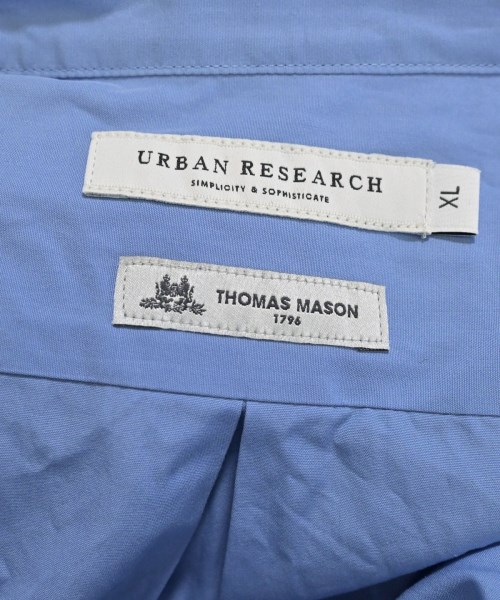 URBAN RESEARCH
SIMPLICITY & SOPHISTICATE
XL
THOMAS MASON
1796